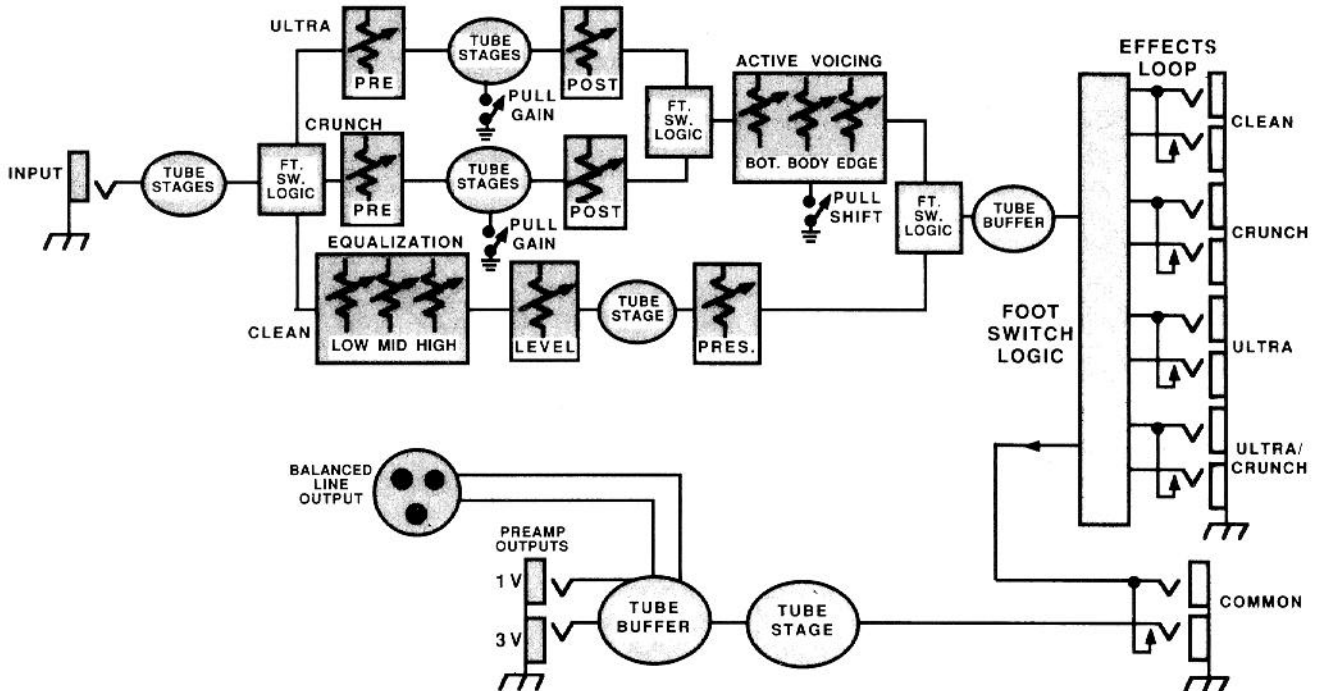 ULTRA
PRE
TUBE
STAGES
POST
PULL
GAIN
CRUNCH
PRE
TUBE
STAGES
POST
PULL
GAIN
INPUT
TUBE
STAGES
FT.
SW.
LOGIC
FT.
SW.
LOGIC
ACTIVE VOICING
BOT. BODY EDGE
PULL
SHIFT
EQUALIZATION
LOW MID HIGH
CLEAN
LEVEL
TUBE
STAGE
PRES.
FT.
SW.
LOGIC
TUBE
BUFFER
FOOT
SWITCH
LOGIC
EFFECTS
LOOP
CLEAN
CRUNCH
ULTRA
ULTRA/
CRUNCH
COMMON
BALANCED
LINE
OUTPUT
PREAMP
OUTPUTS
1 V
3 V
TUBE
BUFFER
TUBE
STAGE